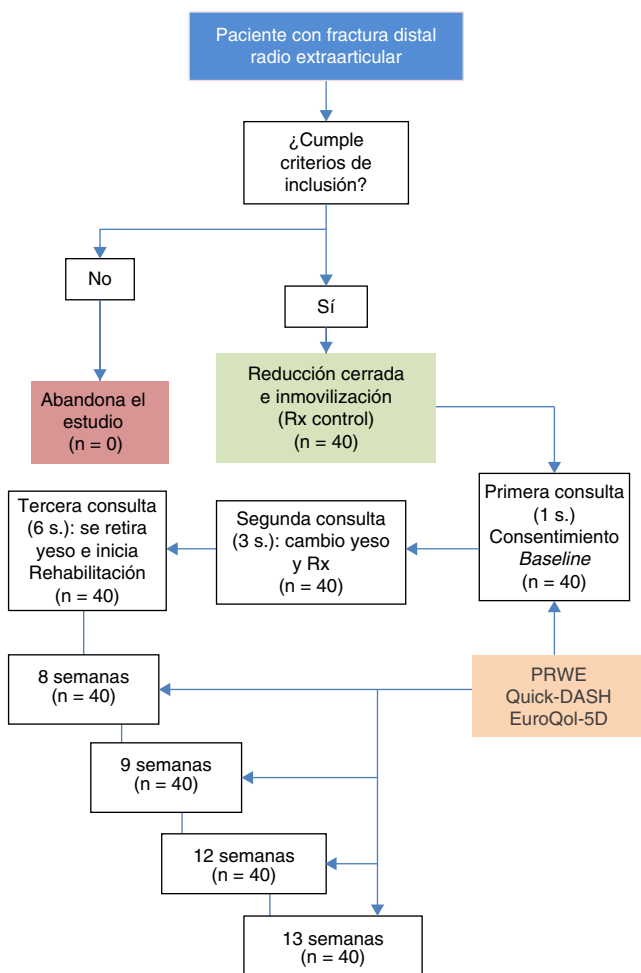 Paciente con fractura distal
radio extraarticular
¿Cumple
criterios de
inclusión?
No
Sí
Abandona el
estudio
(n = 0)
Reducción cerrada
e inmovilización
(Rx control)
(n = 40)
Primera consulta
(1 s.)
Consentimiento
Baseline
(n = 40)
Segunda consulta
(3 s.): cambio yeso
y Rx
(n = 40)
Tercera consulta
(6 s.): se retira
yeso e inicia
Rehabilitación
(n = 40)
PRWE
Quick-DASH
EuroQol-5D
8 semanas
(n = 40)
9 semanas
(n = 40)
12 semanas
(n = 40)
13 semanas
(n = 40)